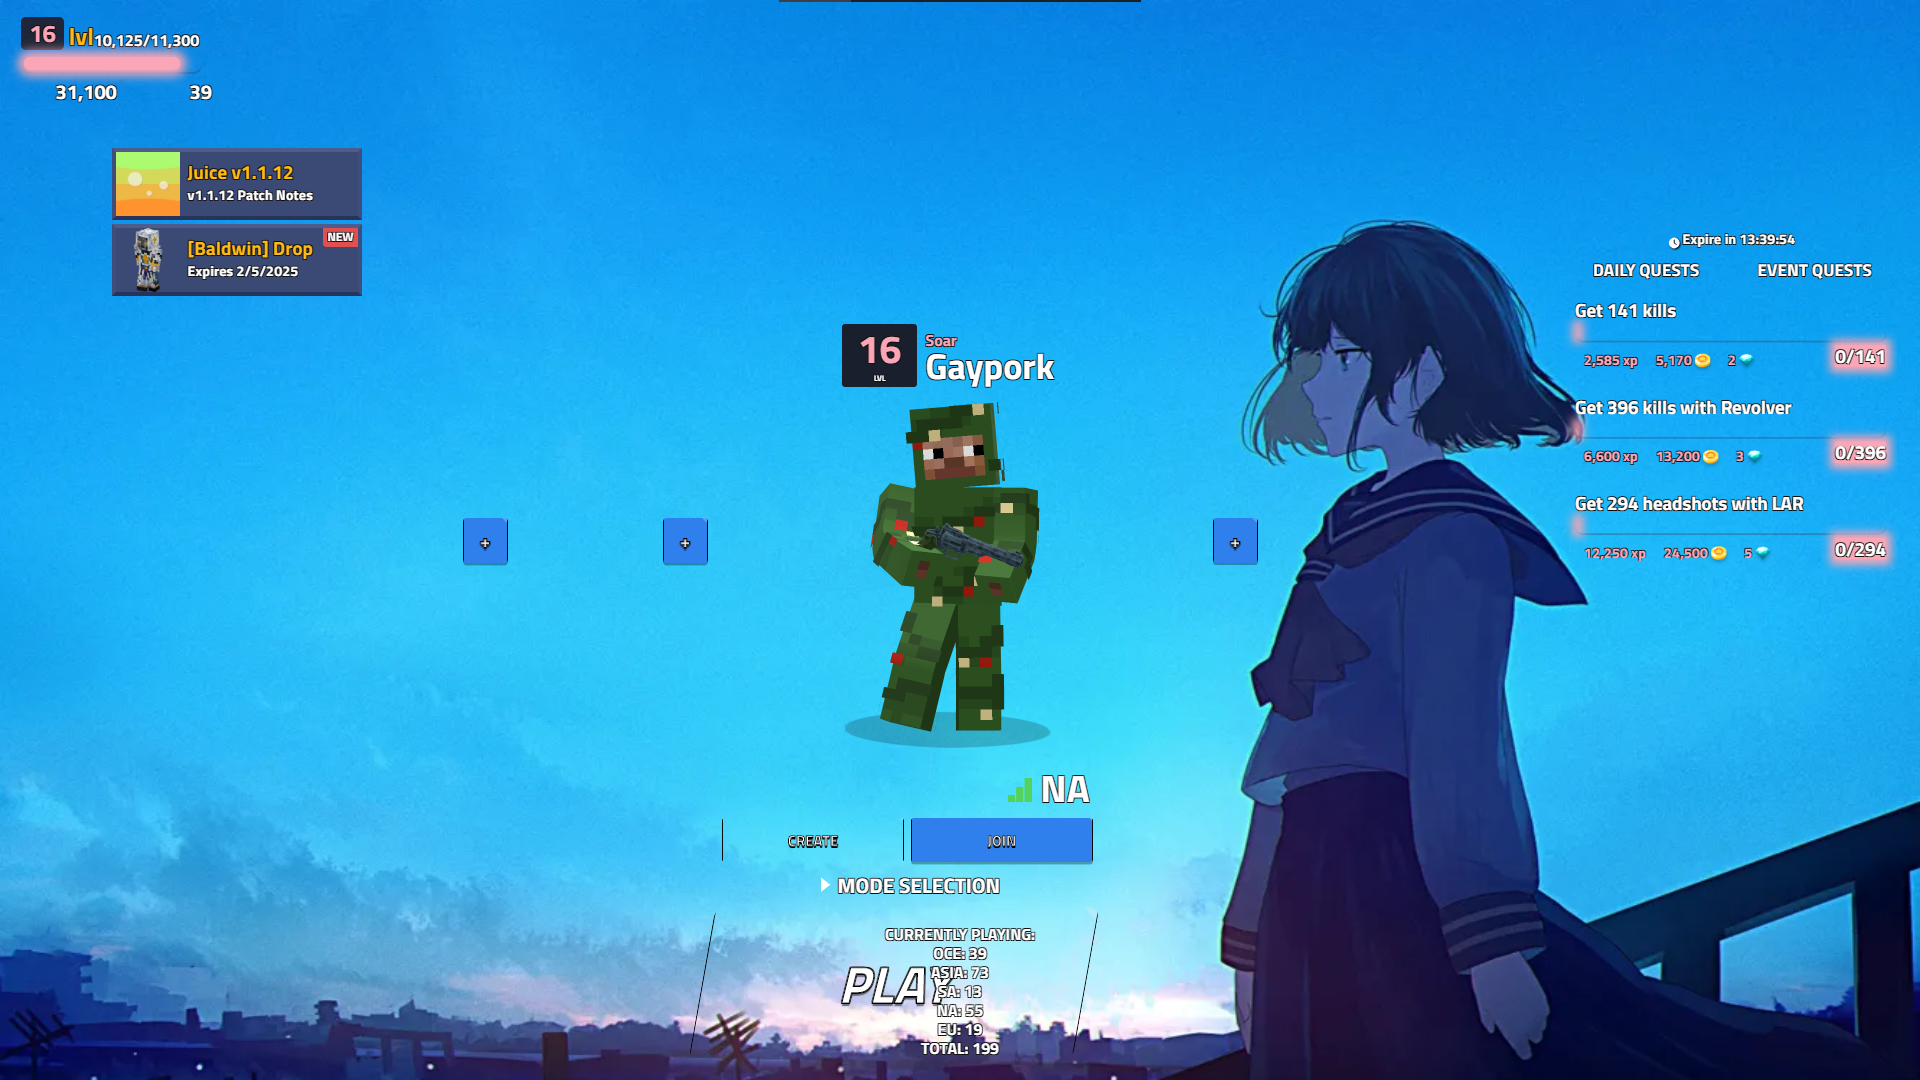 16 lvl 10,125/11,300
31,100 39
Juice v1.1.12
v1.1.12 Patch Notes
NEW
[Baldwin] Drop
Expires 2/5/2025
16
LVL
Soar
Gaypork
+ + +
NA
CREATE JOIN
MODE SELECTION
PLAY
CURRENTLY PLAYING:
OCE: 39
ASIA: 73
SA: 13
NA: 55
EU: 19
TOTAL: 199
Expire in 13:39:54
DAILY QUESTS EVENT QUESTS
Get 141 kills
2,585 xp 5,170 2 0/141
Get 396 kills with Revolver
6,600 xp 13,200 3 0/396
Get 294 headshots with LAR
12,250 xp 24,500 5 0/294